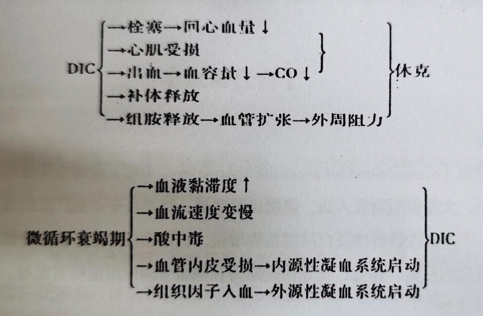 →栓塞→回心血量↓
→心肌受损
DIC →出血→血容量↓→CO↓ 休克
→补体释放
→组胺释放→血管扩张→外周阻力
→血液黏滞度↑
→血流速度变慢
微循环衰竭期 →酸中毒 DIC
→血管内皮受损→内源性凝血系统启动
→组织因子入血→外源性凝血系统启动